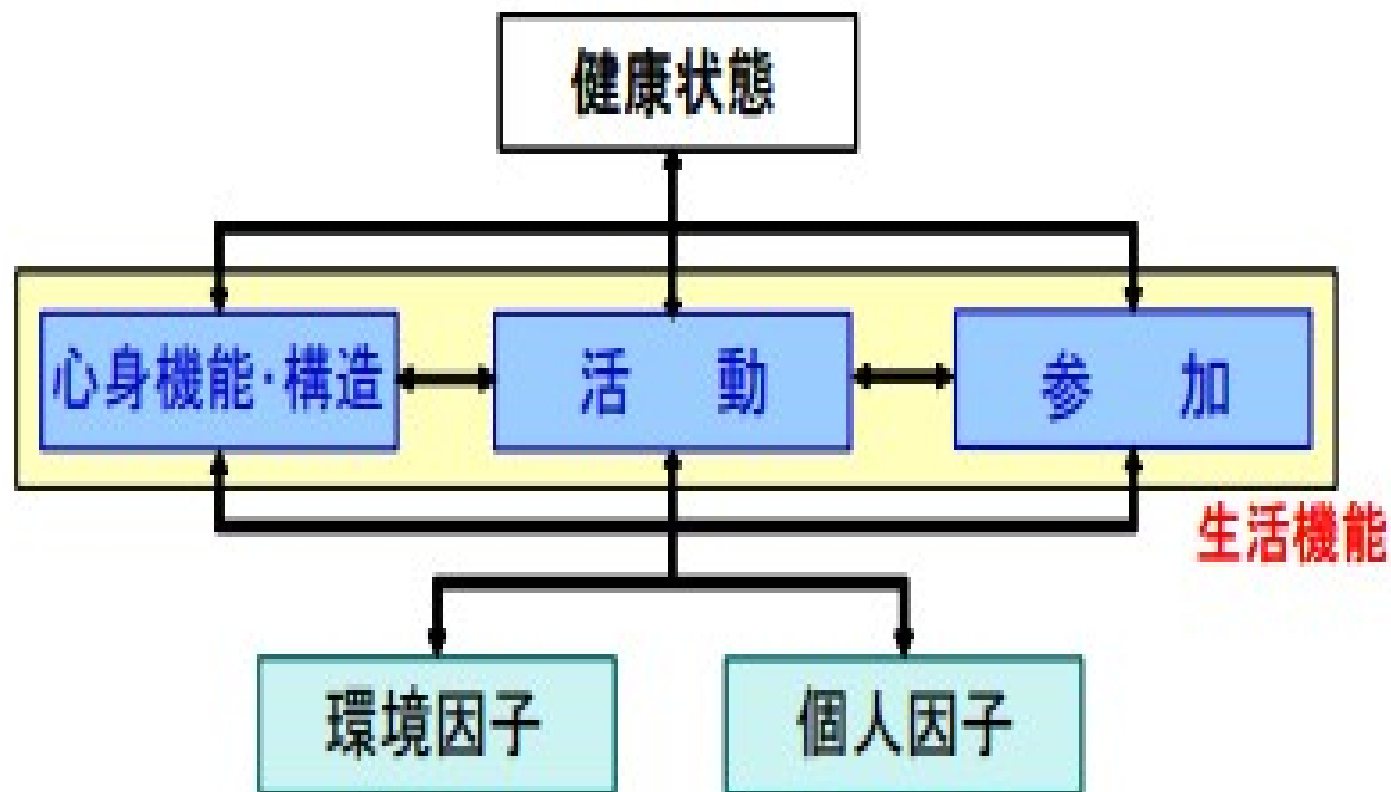 健康状態
心身機能・構造
活動
参加
生活機能
環境因子
個人因子